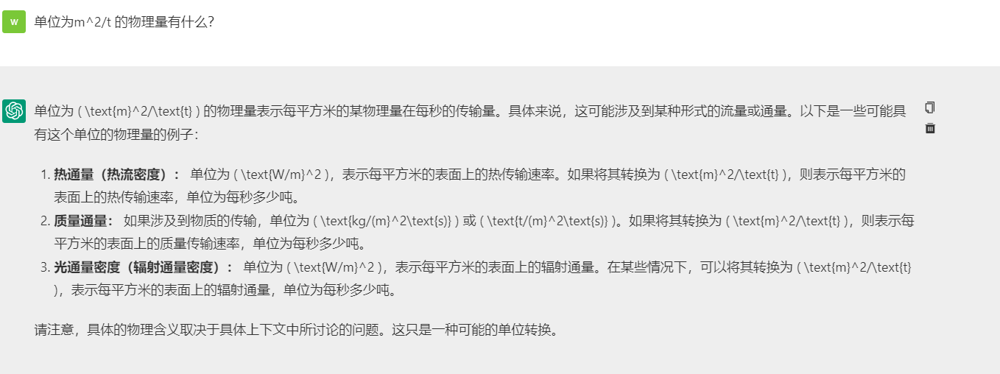 W
单位为m^2/t 的物理量有什么?
单位为 ( \text{m}^2/\text{t} ) 的物理量表示每平方米的某物理量在每秒的传输量。具体来说，这可能涉及到某种形式的流量或通量。以下是一些可能具
有这个单位的物理量的例子：
1. 热通量（热流密度）： 单位为 ( \text{W/m}^2 )，表示每平方米的表面上的热传输速率。如果将其转换为 ( \text{m}^2/\text{t} )，则表示每平方米的
表面上的热传输速率，单位为每秒多少吨。
2. 质量通量： 如果涉及到物质的传输，单位为 ( \text{kg/(m}^2\text{s)} ) 或 ( \text{t/(m}^2\text{s)} )。如果将其转换为 ( \text{m}^2/\text{t} )，则表示每
平方米的表面上的质量传输速率，单位为每秒多少吨。
3. 光通量密度（辐射通量密度）： 单位为 ( \text{W/m}^2 )，表示每平方米的表面上的辐射通量。在某些情况下，可以将其转换为 ( \text{m}^2/\text{t}
)，表示每平方米的表面上的辐射通量，单位为每秒多少吨。
请注意，具体的物理含义取决于具体上下文中所讨论的问题。这只是一种可能的单位转换。